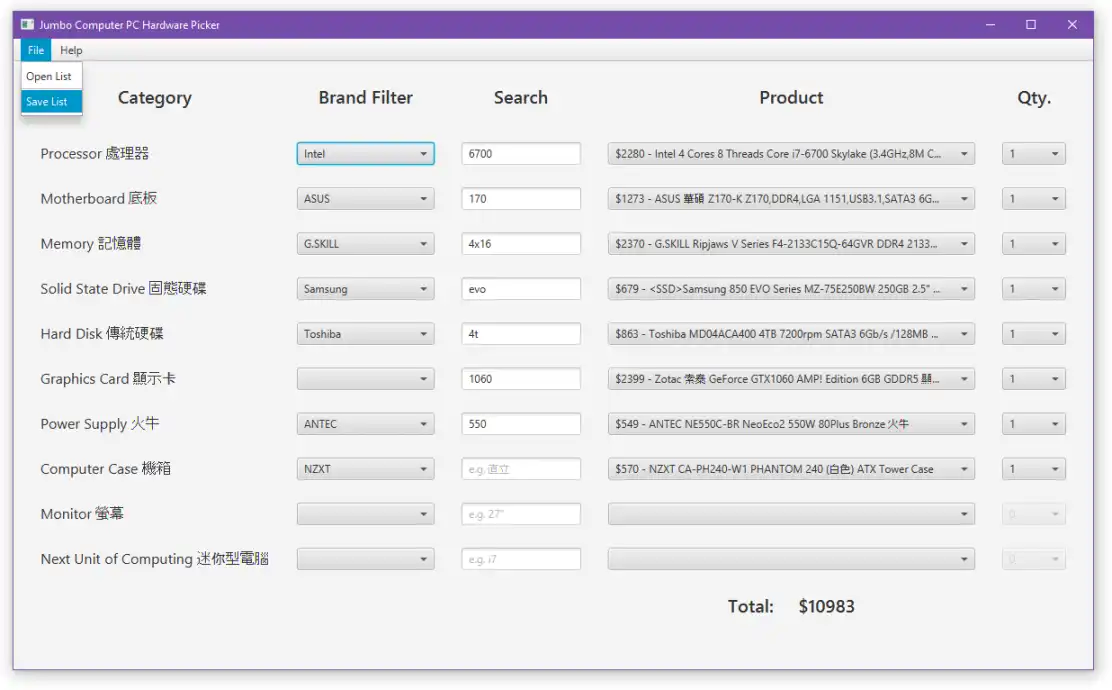 Jumbo Computer PC Hardware Picker
File Help
Open List
Save List
Category Brand Filter Search Product Qty.
Processor 處理器 Intel 6700 $2280 - Intel 4 Cores 8 Threads Core i7-6700 Skylake (3.4GHz,8M C... 1
Motherboard 底板 ASUS 170 $1273 - ASUS 華碩 Z170-K Z170,DDR4,LGA 1151,USB3.1,SATA3 6G... 1
Memory 記憶體 G.SKILL 4x16 $2370 - G.SKILL Ripjaws V Series F4-2133C15Q-64GVR DDR4 2133... 1
Solid State Drive 固態硬碟 Samsung evo $679 - <SSD>Samsung 850 EVO Series MZ-75E250BW 250GB 2.5" ... 1
Hard Disk 傳統硬碟 Toshiba 4t $863 - Toshiba MD04ACA400 4TB 7200rpm SATA3 6Gb/s /128MB ... 1
Graphics Card 顯示卡 1060 $2399 - Zotac 索泰 GeForce GTX1060 AMP! Edition 6GB GDDR5 顯... 1
Power Supply 火牛 ANTEC 550 $549 - ANTEC NE550C-BR NeoEco2 550W 80Plus Bronze 火牛 1
Computer Case 機箱 NZXT e.g. 直立 $570 - NZXT CA-PH240-W1 PHANTOM 240 (白色) ATX Tower Case 1
Monitor 螢幕 e.g. 27" 0
Next Unit of Computing 迷你型電腦 e.g. i7 0
Total: $10983